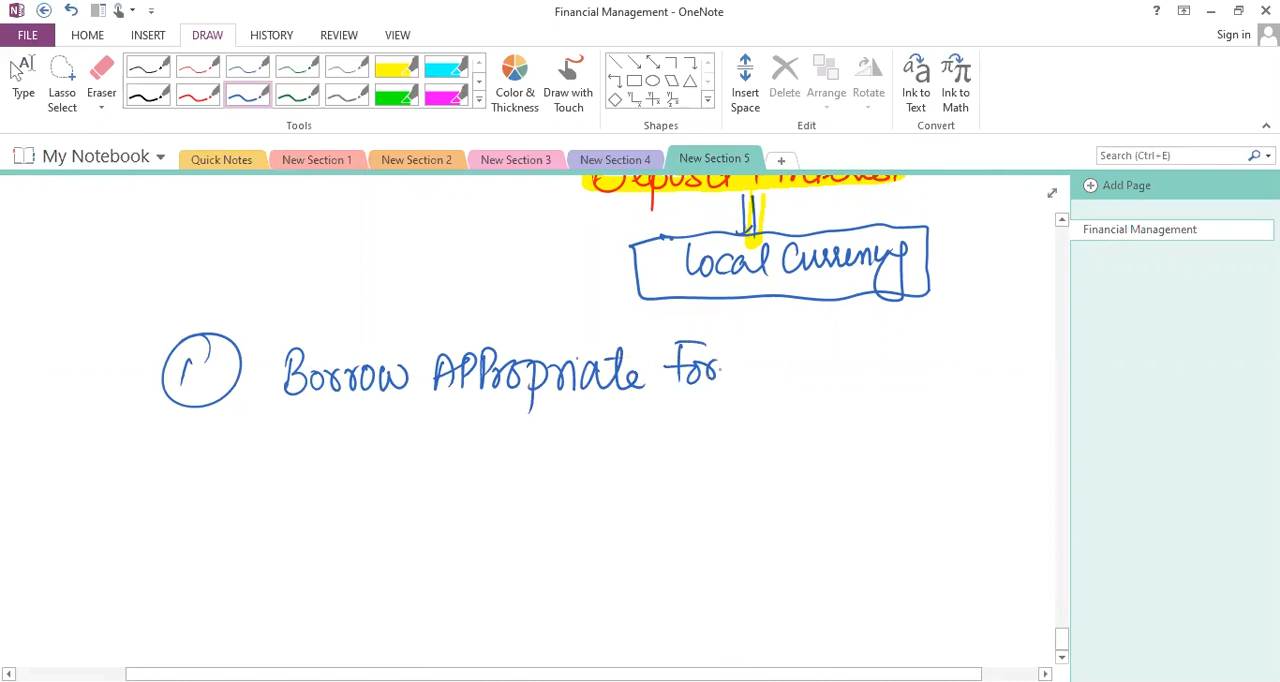 Financial Management - OneNote
?
FILE HOME INSERT DRAW HISTORY REVIEW VIEW
Sign in
Type
Lasso Select
Eraser
Color & Thickness
Draw with Touch
Insert Space
Delete
Arrange
Rotate
Ink to Text
Ink to Math
Tools
Shapes
Edit
Convert
My Notebook
Quick Notes
New Section 1
New Section 2
New Section 3
New Section 4
New Section 5
Search (Ctrl+E)
Add Page
Financial Management
Local Currency
1 Borrow Appropriate For